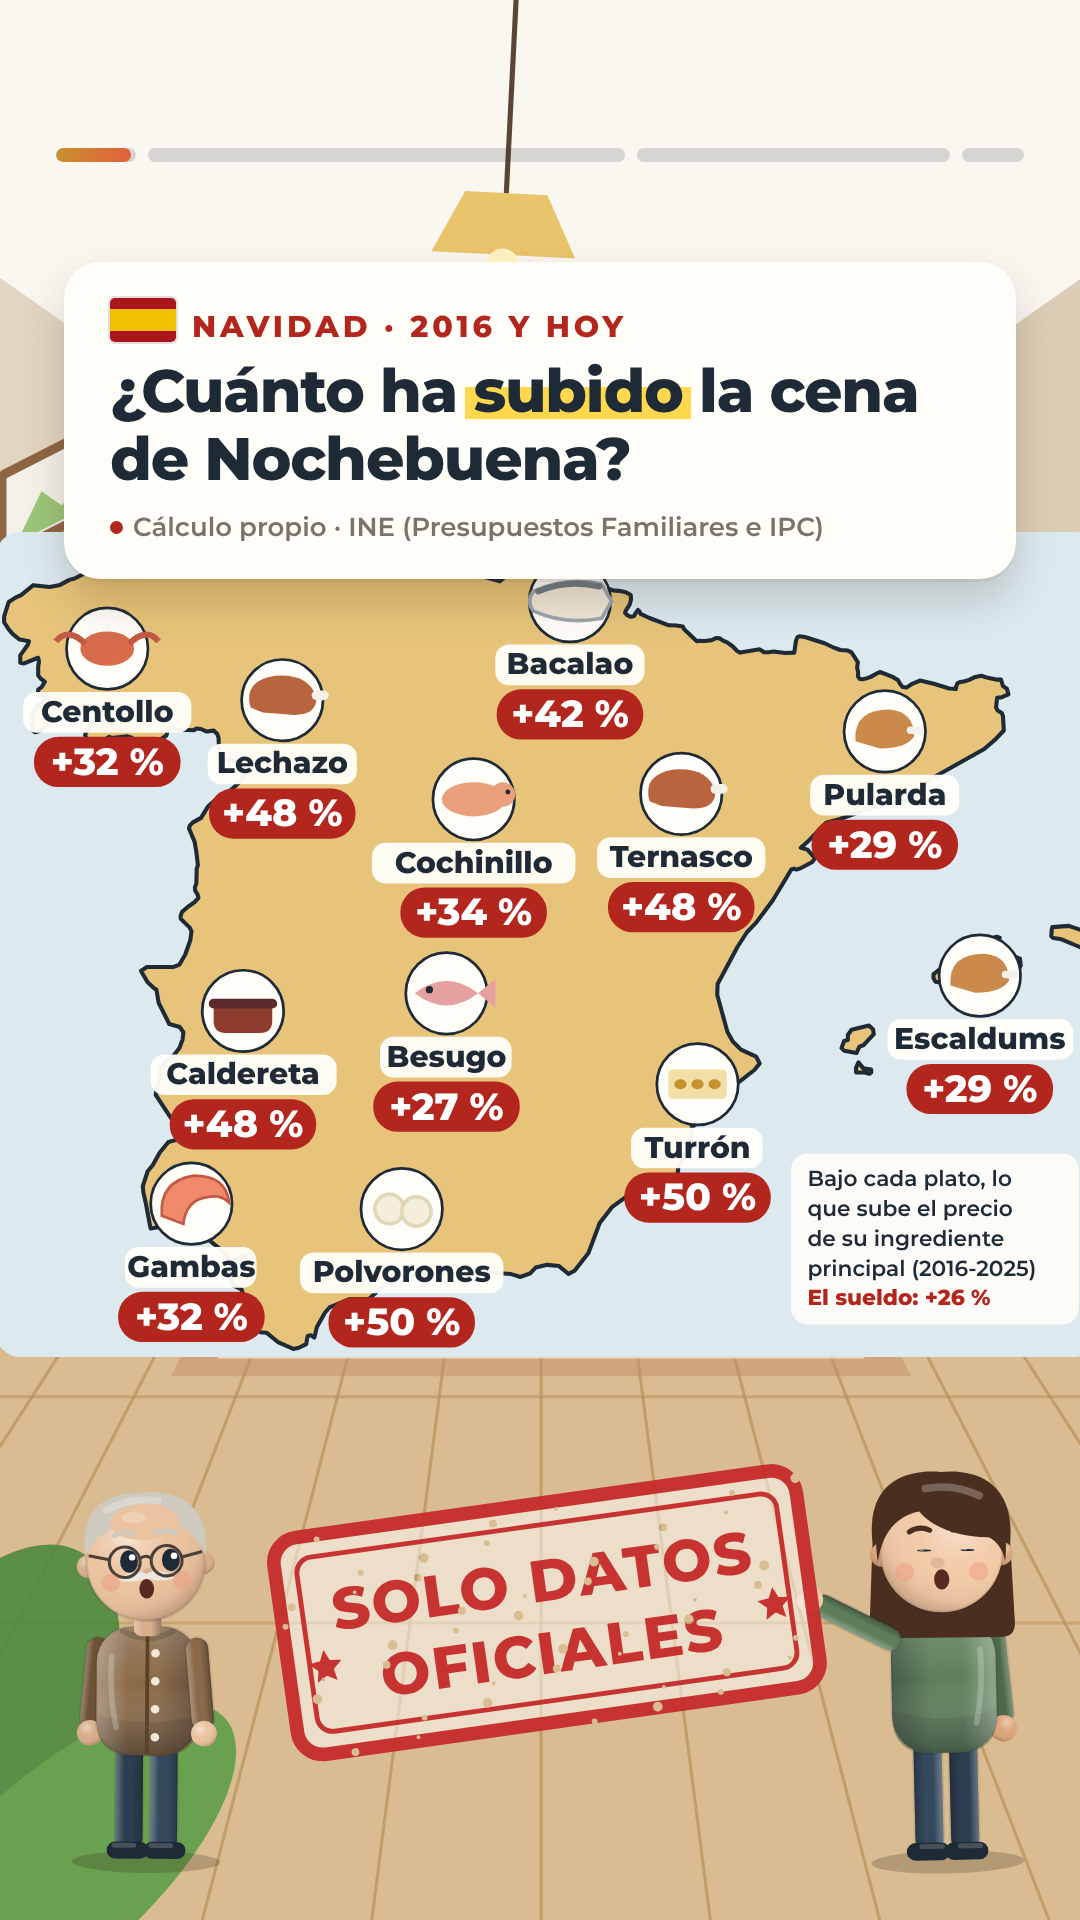 NAVIDAD · 2016 Y HOY
¿Cuánto ha subido la cena
de Nochebuena?
Cálculo propio · INE (Presupuestos Familiares e IPC)
Bacalao
+42 %
Centollo
+32 %
Lechazo
+48 %
Pularda
+29 %
Cochinillo
+34 %
Ternasco
+48 %
Escaldums
+29 %
Caldereta
+48 %
Besugo
+27 %
Turrón
+50 %
Gambas
+32 %
Polvorones
+50 %
Bajo cada plato, lo
que sube el precio
de su ingrediente
principal (2016-2025)
El sueldo: +26 %
SOLO DATOS
OFICIALES